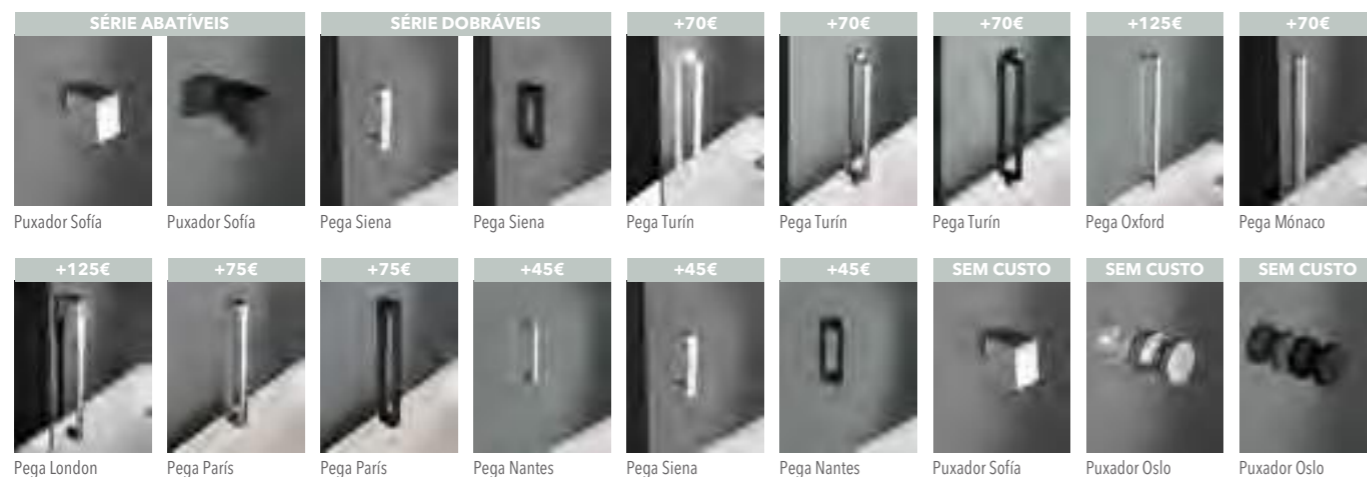 SÉRIE ABATÍVEIS SÉRIE DOBRÁVEIS +70€ +70€ +70€ +125€ +70€
Puxador Sofía Puxador Sofía Pega Siena Pega Siena Pega Turín Pega Turín Pega Turín Pega Oxford Pega Mónaco
+125€ +75€ +75€ +45€ +45€ +45€ SEM CUSTO SEM CUSTO SEM CUSTO
Pega London Pega París Pega París Pega Nantes Pega Siena Pega Nantes Puxador Sofía Puxador Oslo Puxador Oslo